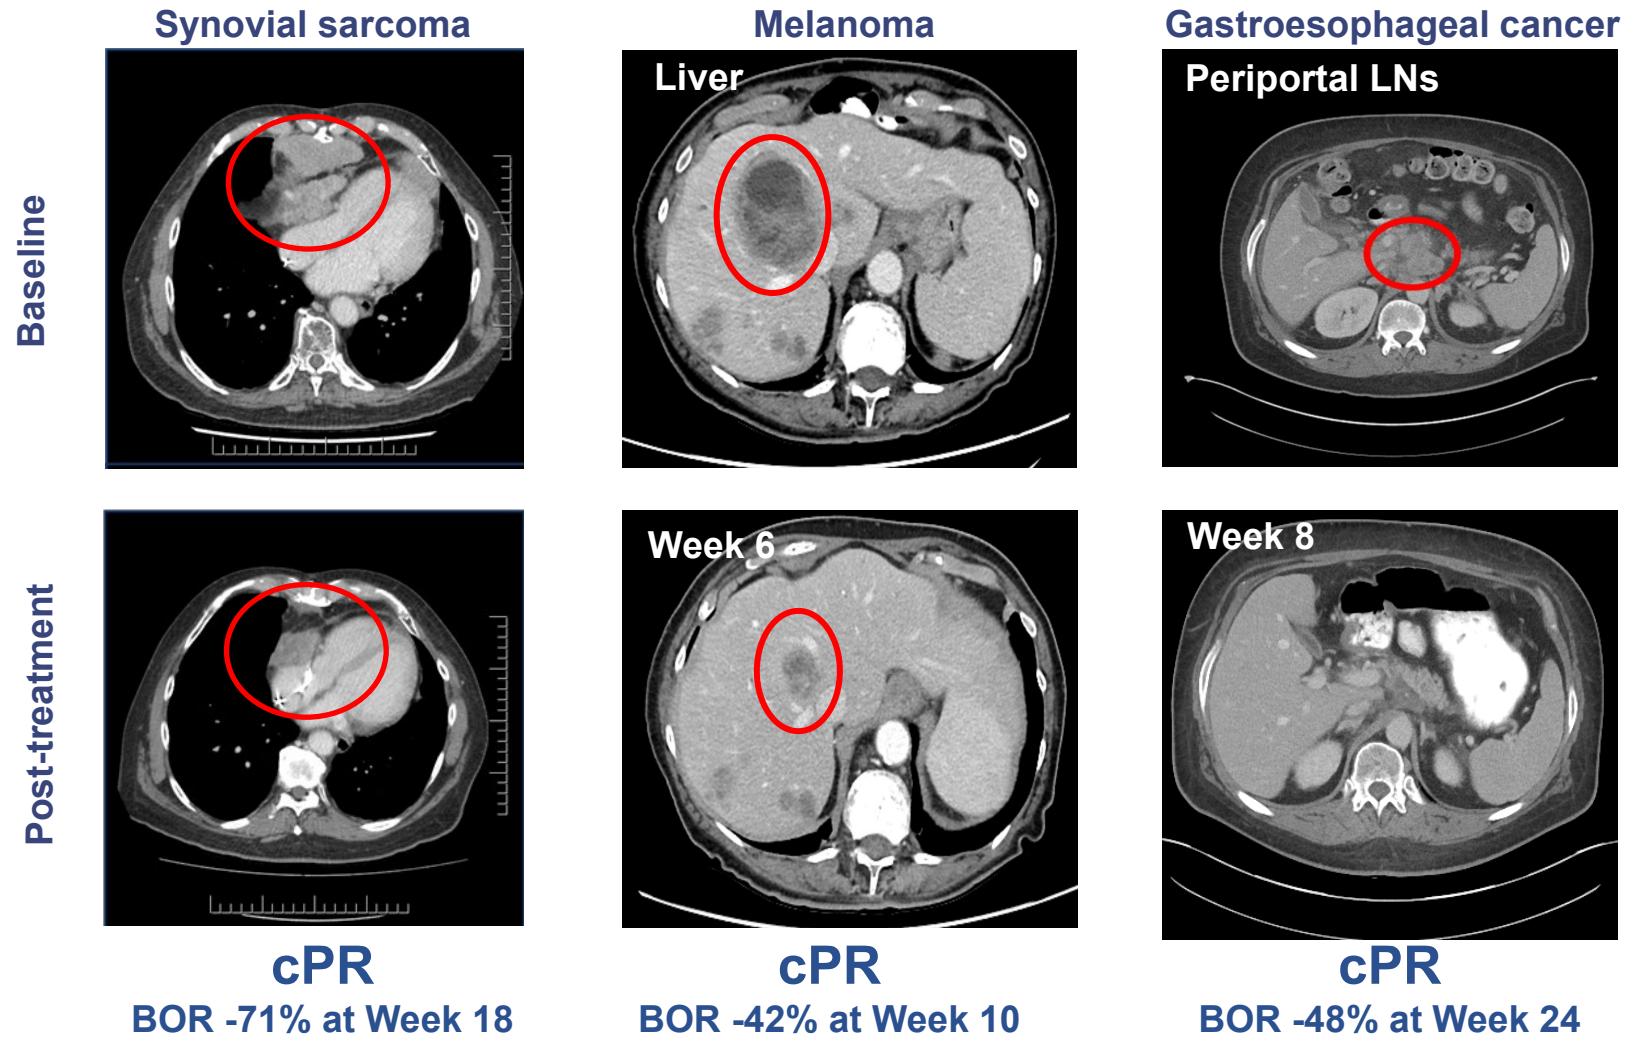 Synovial sarcoma
Melanoma
Gastroesophageal cancer
Baseline
Liver
Periportal LNs
Post-treatment
Week 6
Week 8
cPR
BOR -71% at Week 18
cPR
BOR -42% at Week 10
cPR
BOR -48% at Week 24